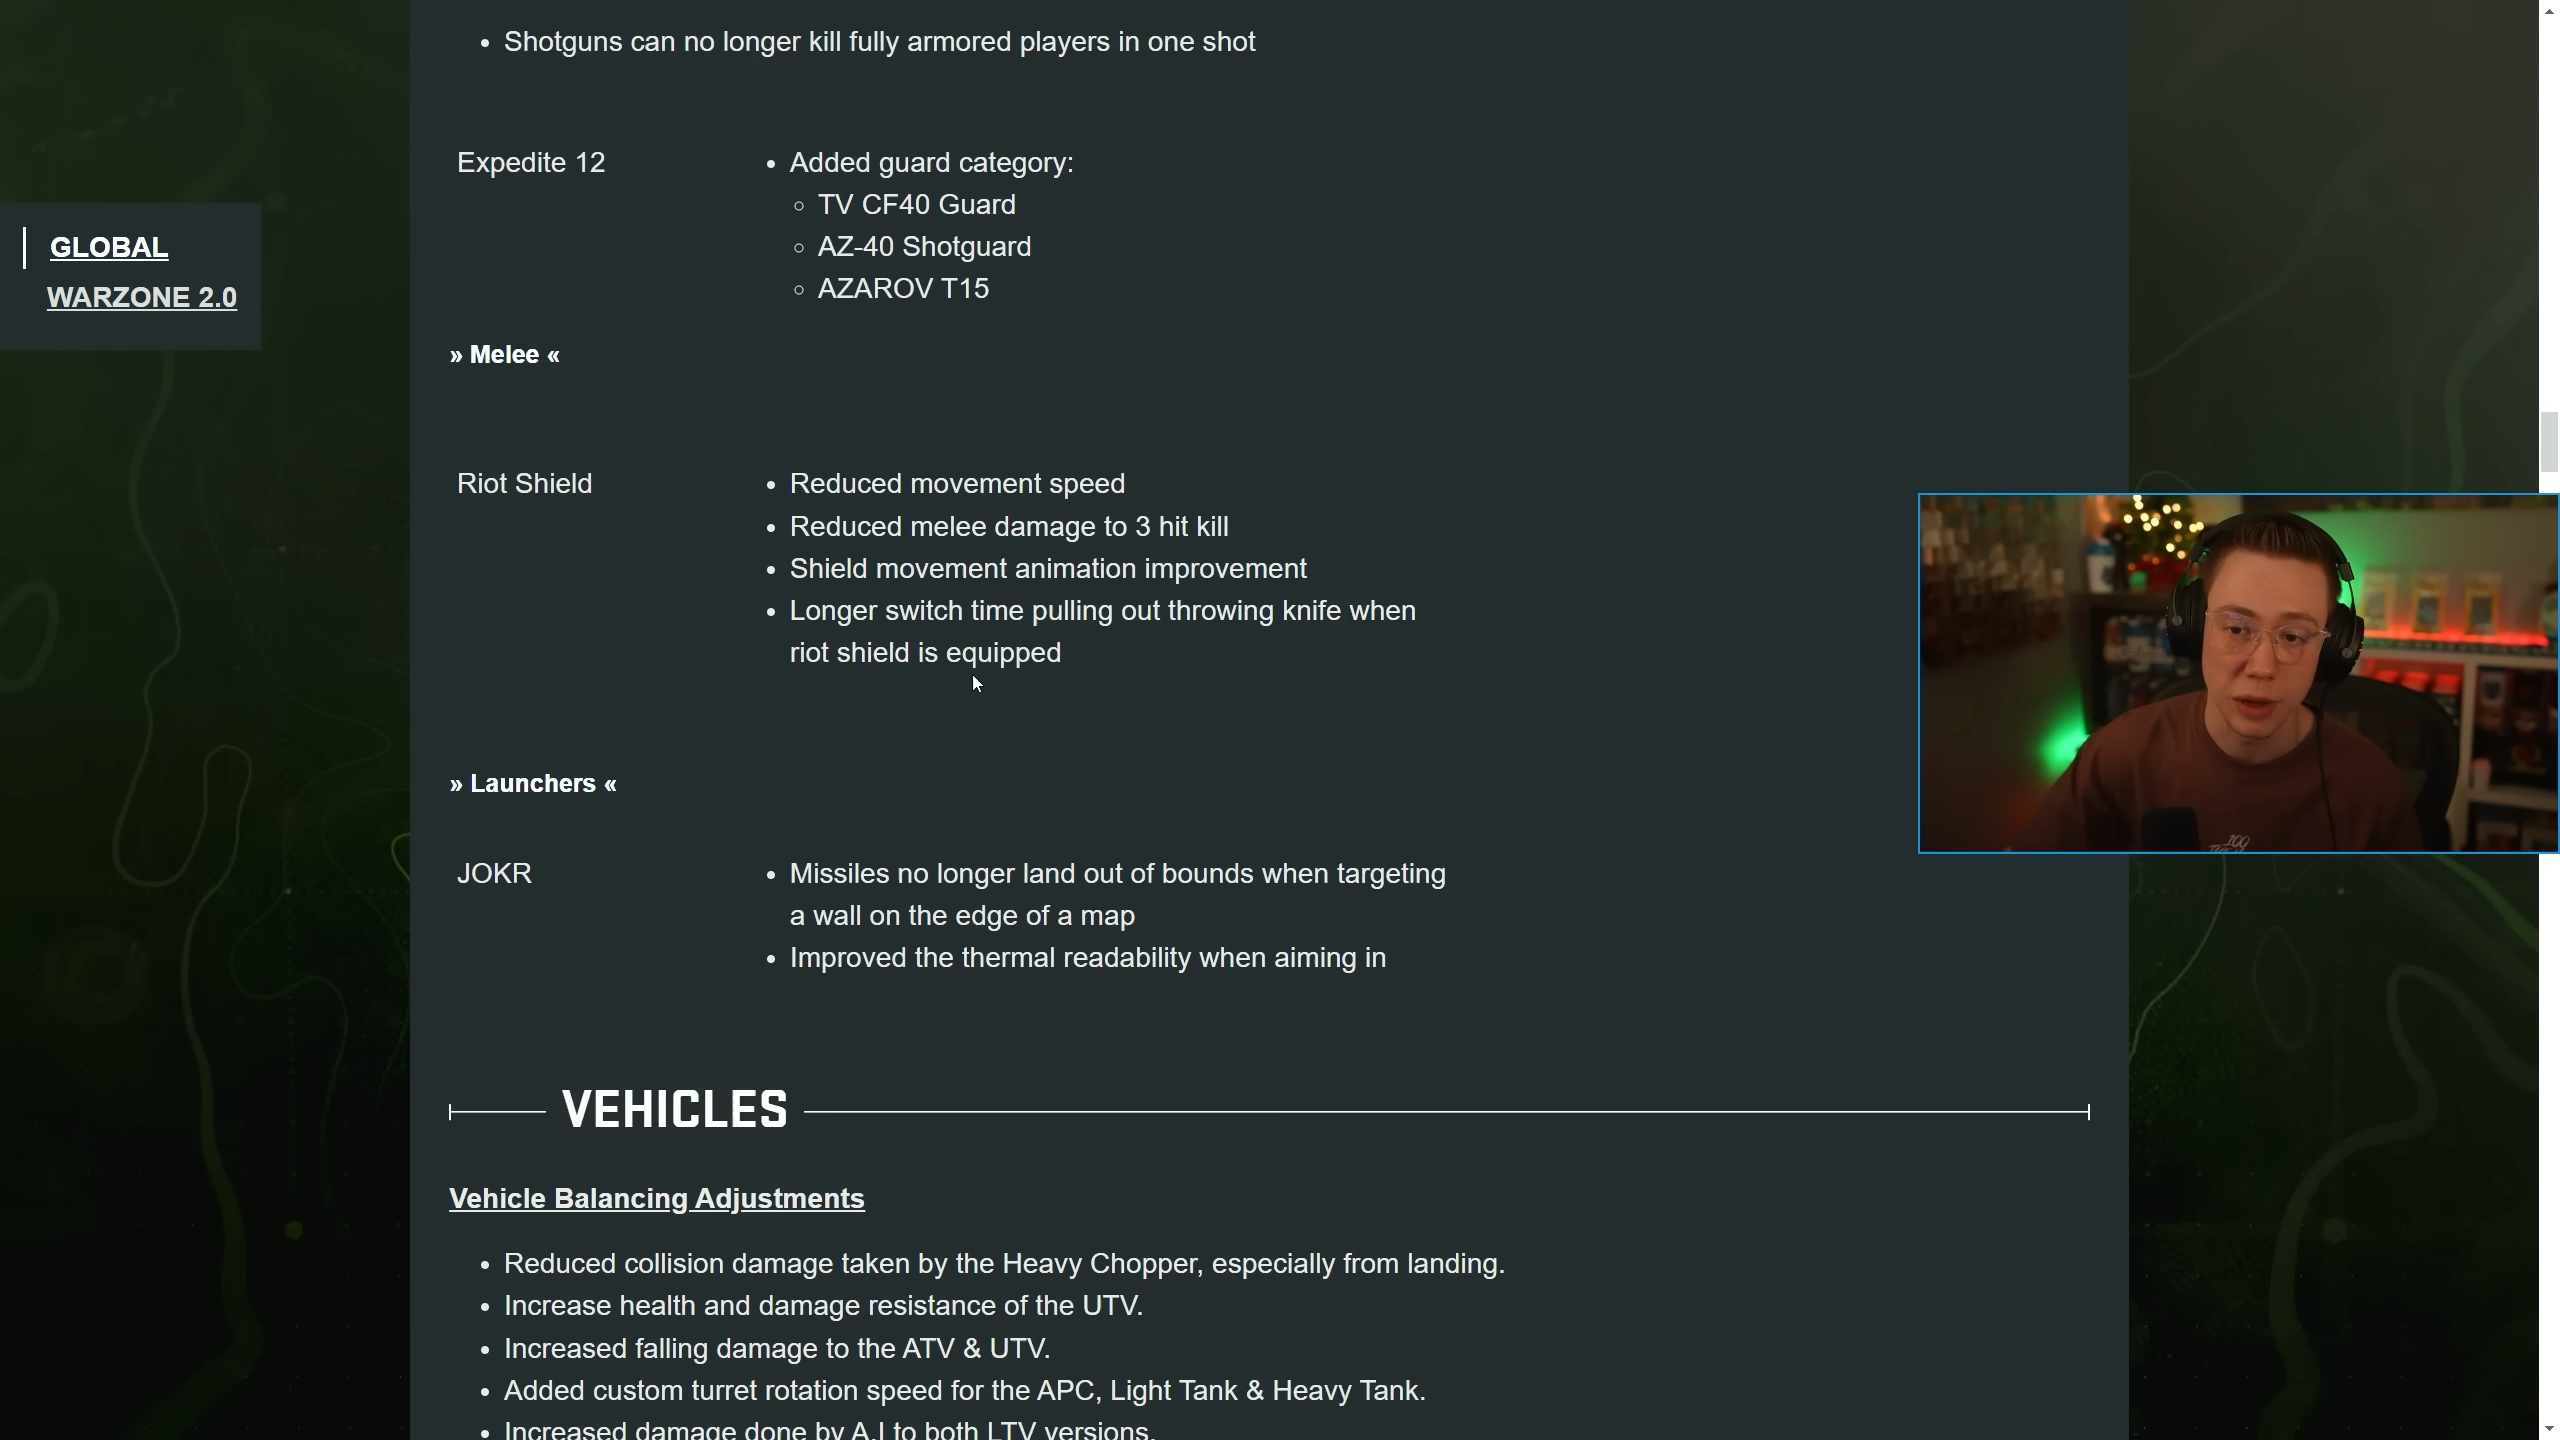 • Shotguns can no longer kill fully armored players in one shot
Expedite 12
• Added guard category:
○ TV CF40 Guard
○ AZ-40 Shotguard
○ AZAROV T15
GLOBAL
WARZONE 2.0
» Melee «
Riot Shield
• Reduced movement speed
• Reduced melee damage to 3 hit kill
• Shield movement animation improvement
• Longer switch time pulling out throwing knife when
riot shield is equipped
» Launchers «
JOKR
• Missiles no longer land out of bounds when targeting
a wall on the edge of a map
• Improved the thermal readability when aiming in
100
VEHICLES
Vehicle Balancing Adjustments
• Reduced collision damage taken by the Heavy Chopper, especially from landing.
• Increase health and damage resistance of the UTV.
• Increased falling damage to the ATV & UTV.
• Added custom turret rotation speed for the APC, Light Tank & Heavy Tank.
• Increased damage done by A.I to both LTV versions.